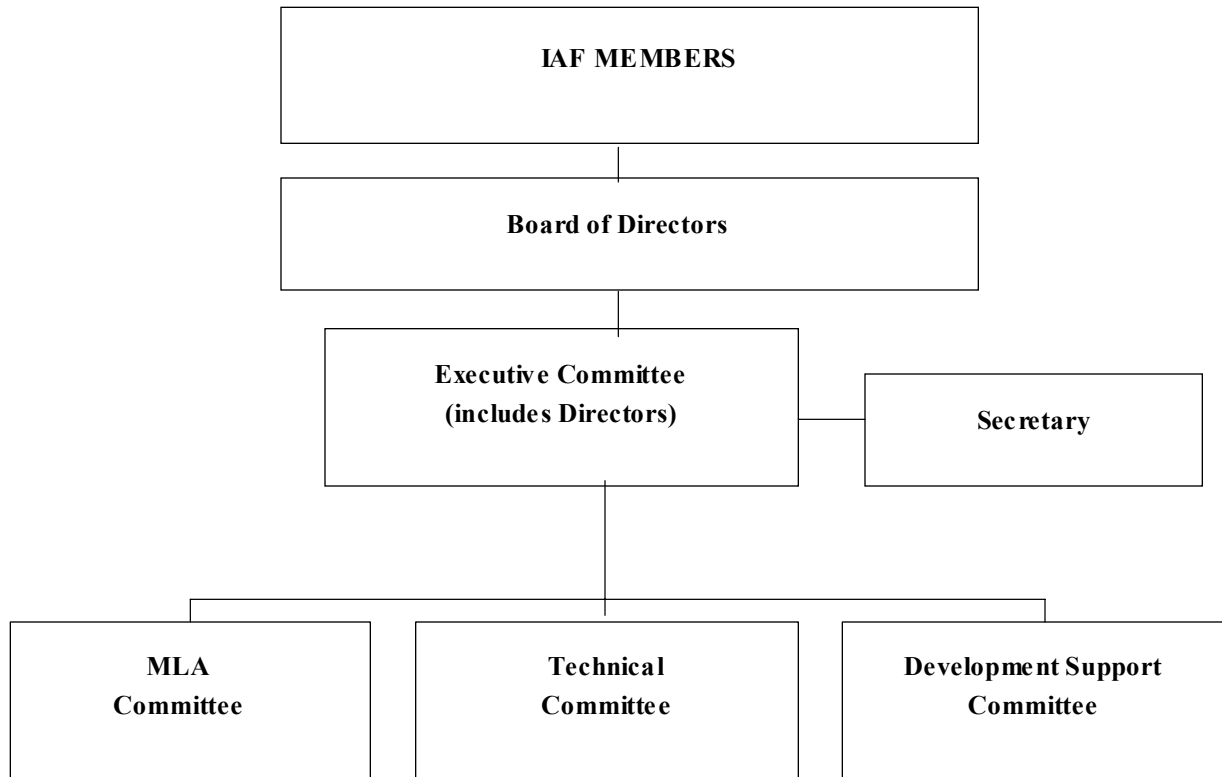 IAF MEMBERS
Board of Directors
Executive Committee
(includes Directors)
Secretary
MLA
Committee
Technical
Committee
Development Support
Committee